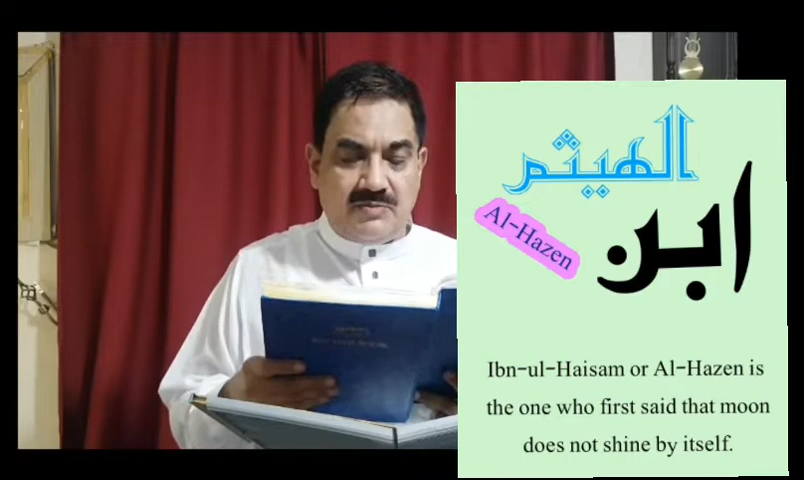 الهيثم
ابن
Al-Hazen
Ibn-ul-Haisam or Al-Hazen is
the one who first said that moon
does not shine by itself.